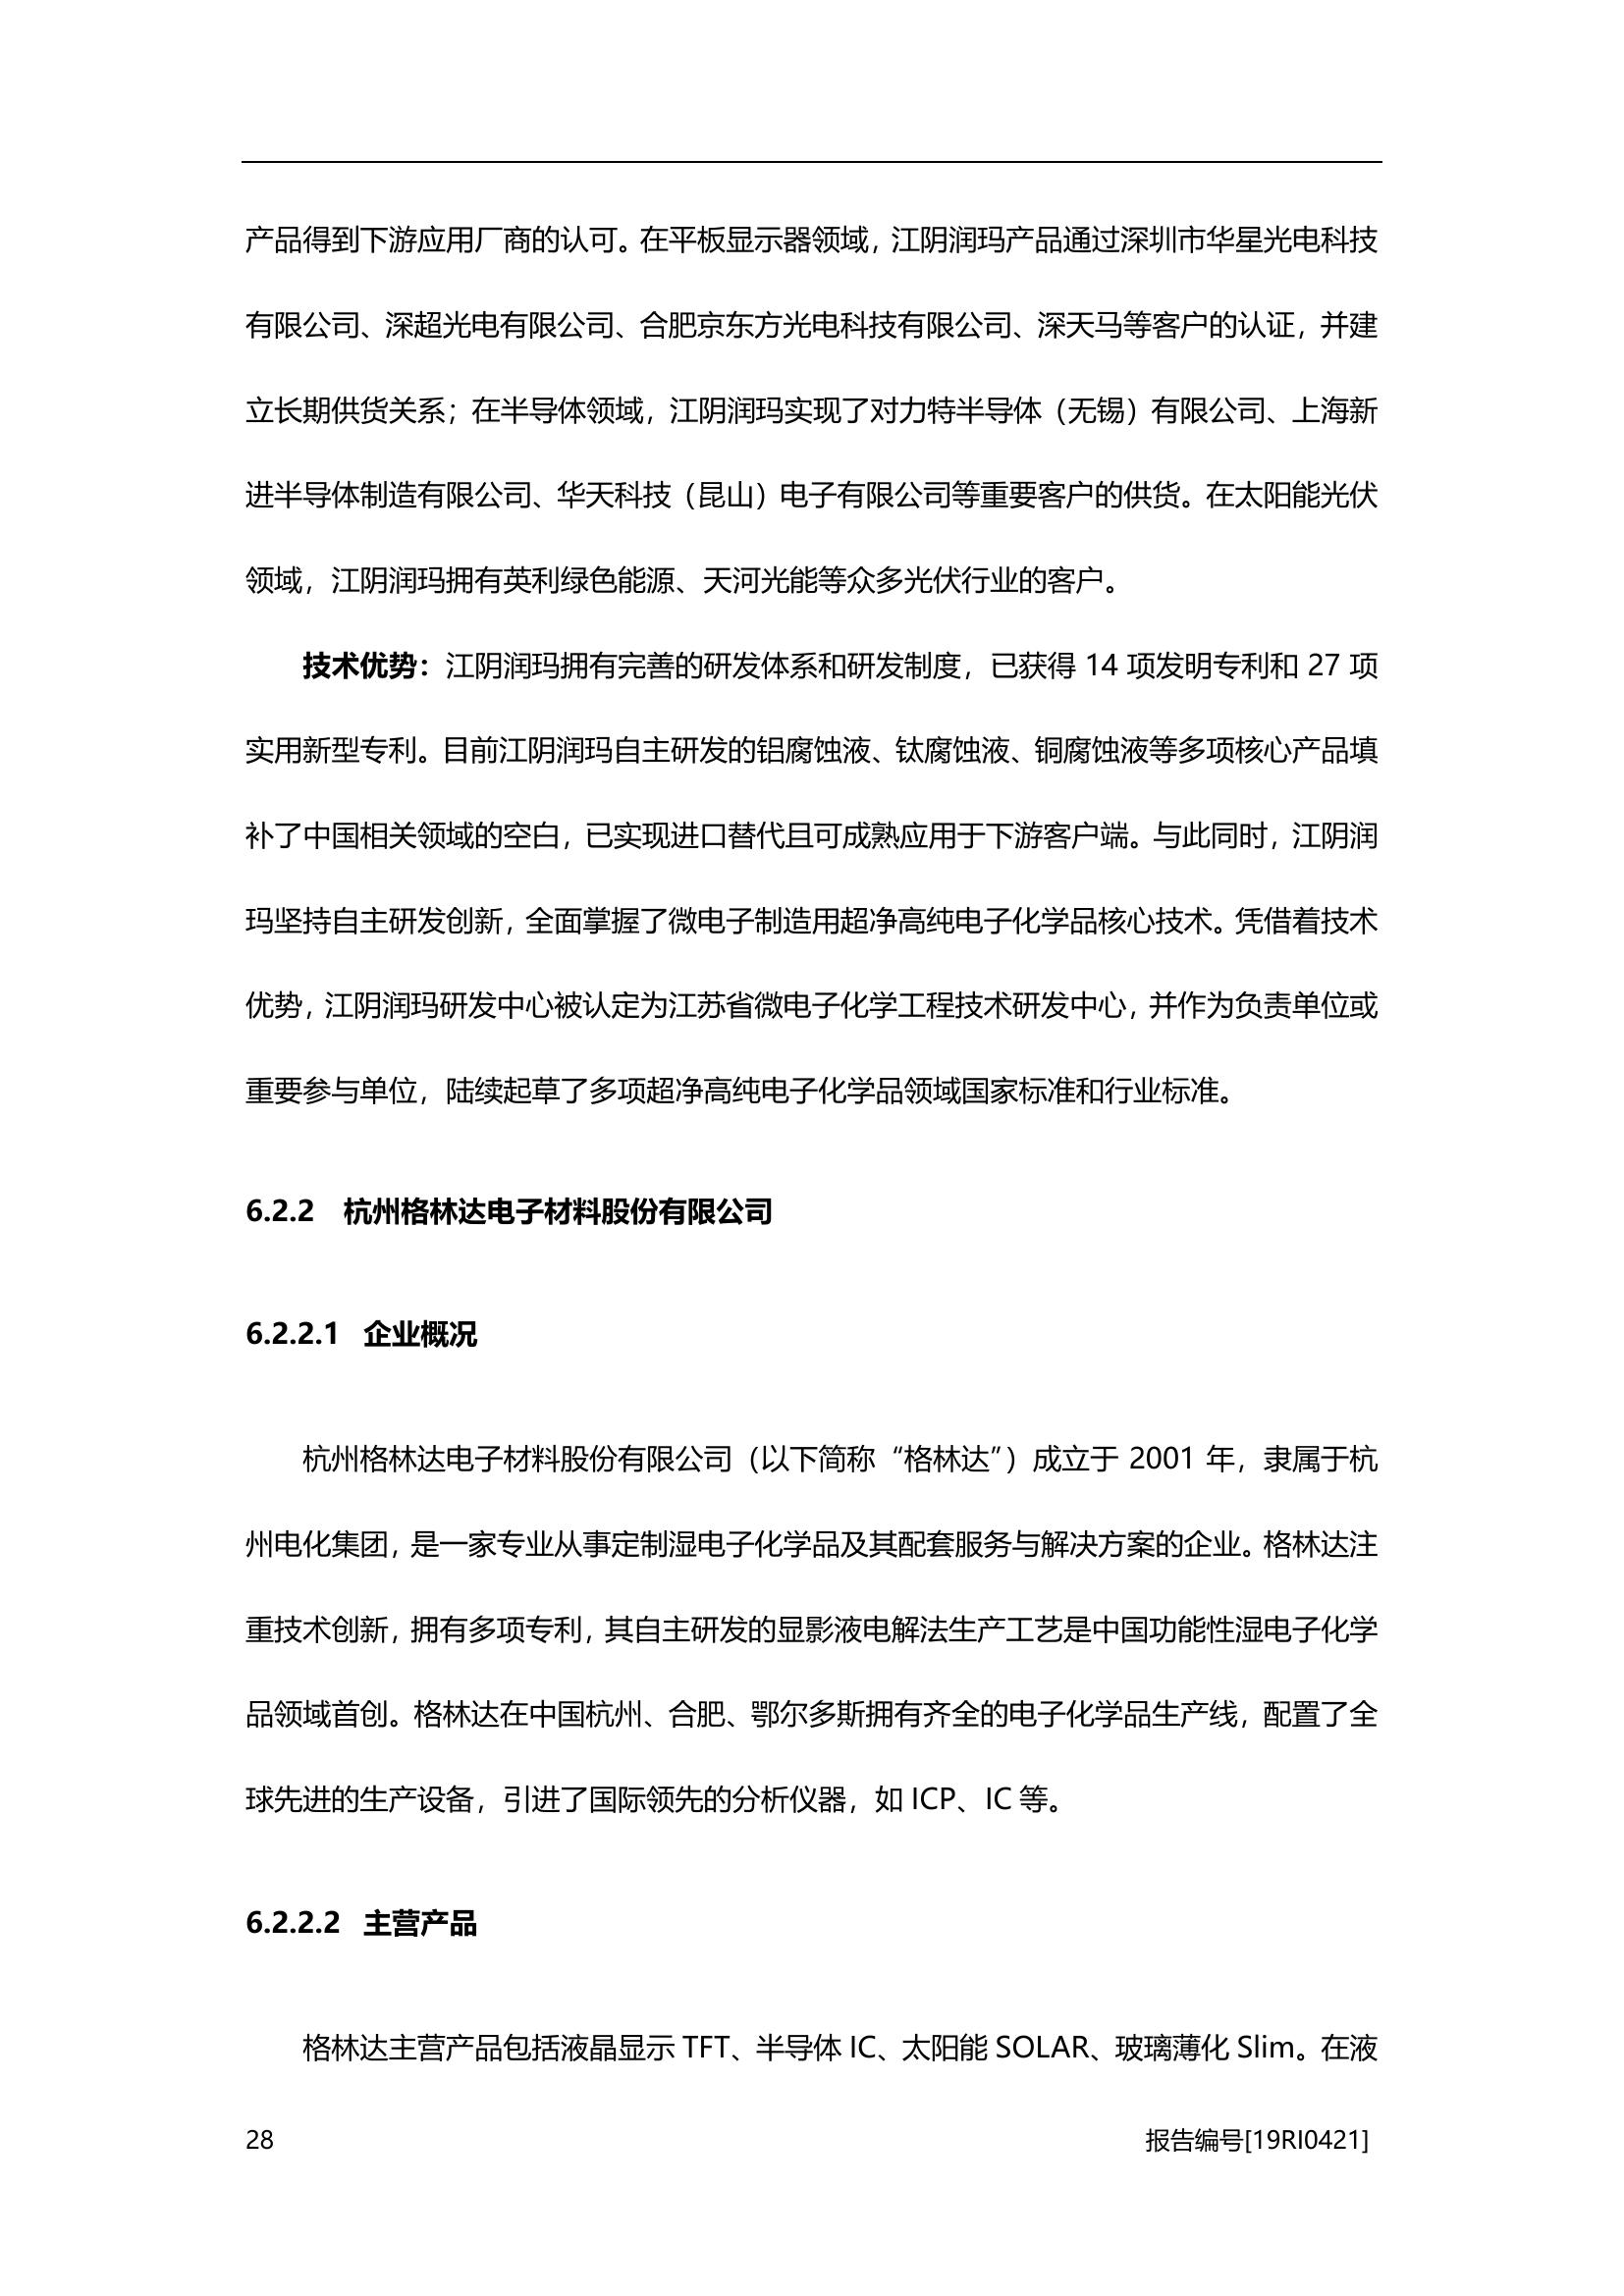 产品得到下游应用厂商的认可。在平板显示器领域，江阴润玛产品通过深圳市华星光电科技
有限公司、深超光电有限公司、合肥京东方光电科技有限公司、深天马等客户的认证，并建
立长期供货关系；在半导体领域，江阴润玛实现了对力特半导体（无锡）有限公司、上海新
进半导体制造有限公司、华天科技（昆山）电子有限公司等重要客户的供货。在太阳能光伏
领域，江阴润玛拥有英利绿色能源、天河光能等众多光伏行业的客户。
技术优势：江阴润玛拥有完善的研发体系和研发制度，已获得 14 项发明专利和 27 项
实用新型专利。目前江阴润玛自主研发的铝腐蚀液、钛腐蚀液、铜腐蚀液等多项核心产品填
补了中国相关领域的空白，已实现进口替代且可成熟应用于下游客户端。与此同时，江阴润
玛坚持自主研发创新，全面掌握了微电子制造用超净高纯电子化学品核心技术。凭借着技术
优势，江阴润玛研发中心被认定为江苏省微电子化学工程技术研发中心，并作为负责单位或
重要参与单位，陆续起草了多项超净高纯电子化学品领域国家标准和行业标准。
6.2.2 杭州格林达电子材料股份有限公司
6.2.2.1 企业概况
杭州格林达电子材料股份有限公司（以下简称“格林达”）成立于 2001 年，隶属于杭
州电化集团，是一家专业从事定制湿电子化学品及其配套服务与解决方案的企业。格林达注
重技术创新，拥有多项专利，其自主研发的显影液电解法生产工艺是中国功能性湿电子化学
品领域首创。格林达在中国杭州、合肥、鄂尔多斯拥有齐全的电子化学品生产线，配置了全
球先进的生产设备，引进了国际领先的分析仪器，如 ICP、IC 等。
6.2.2.2 主营产品
格林达主营产品包括液晶显示 TFT、半导体 IC、太阳能 SOLAR、玻璃薄化 Slim。在液
28 报告编号[19RI0421]